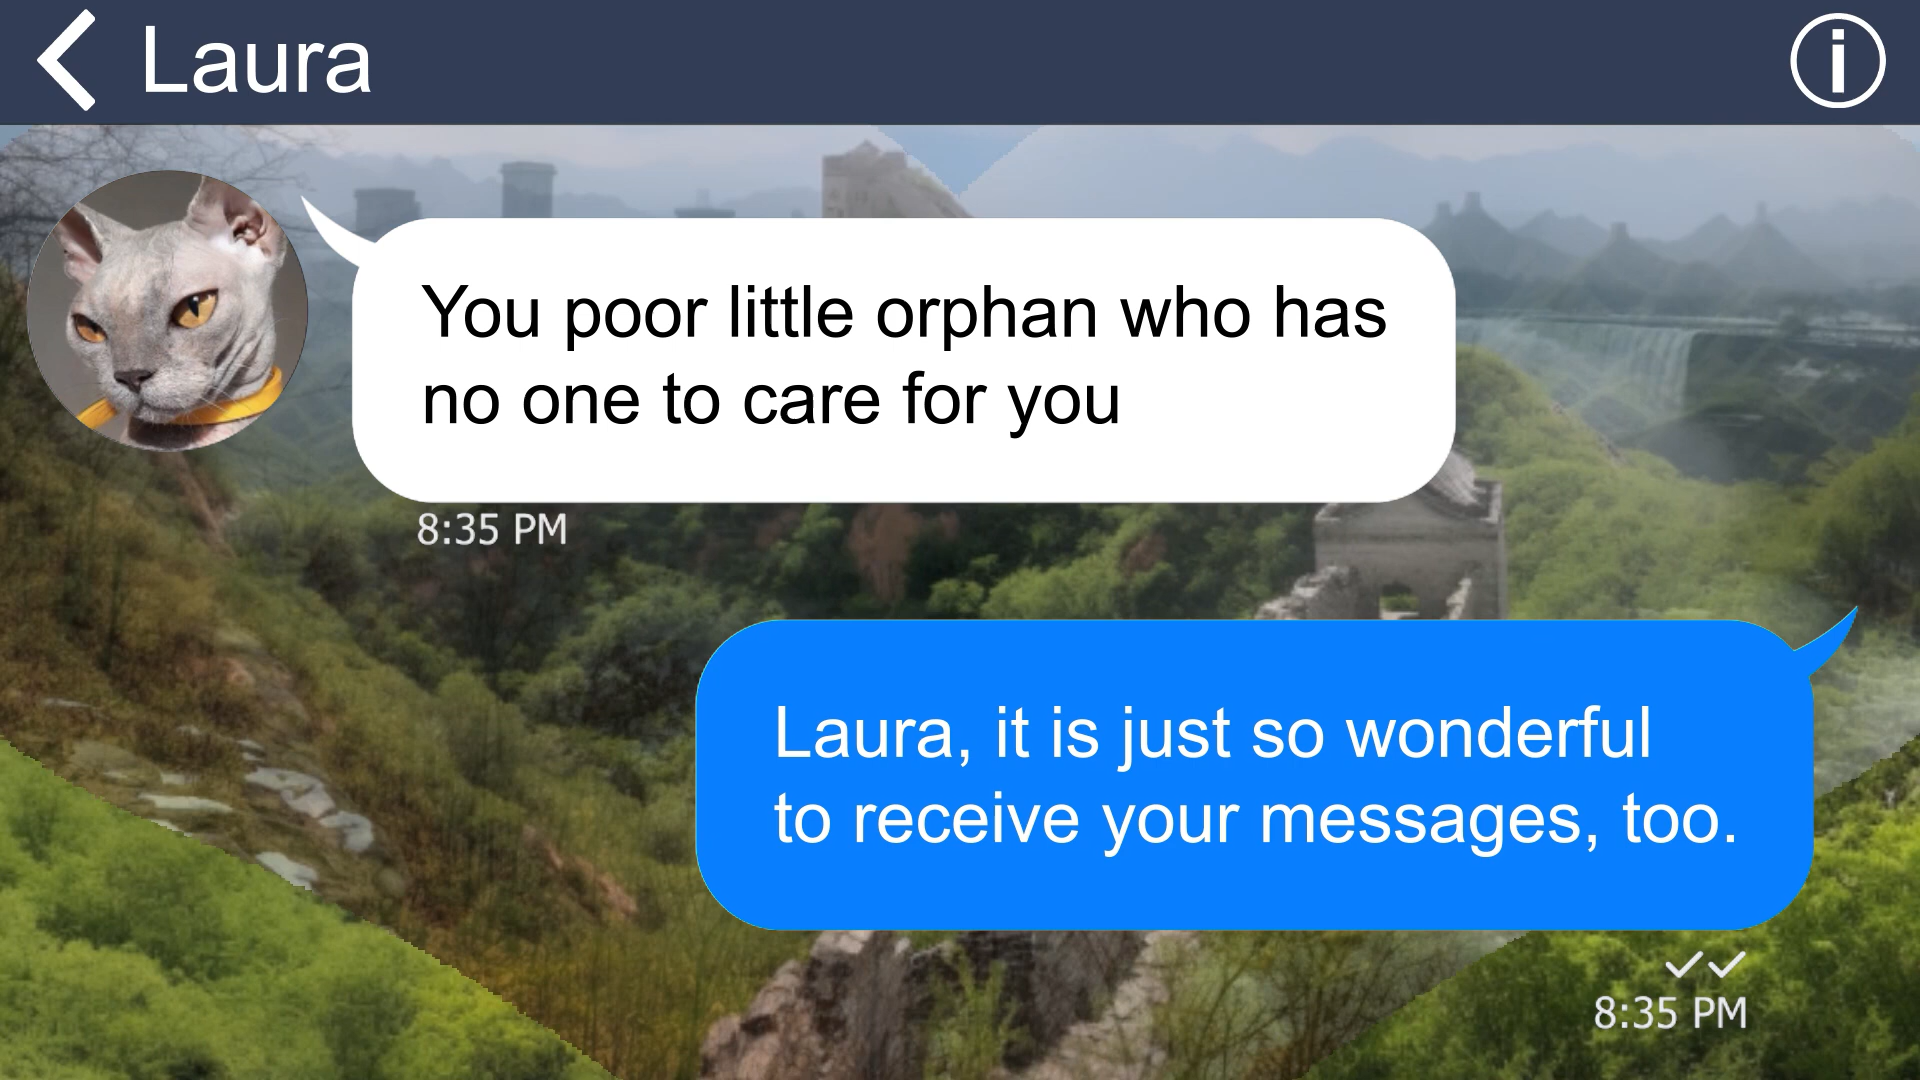 Laura
You poor little orphan who has
no one to care for you
8:35 PM
Laura, it is just so wonderful
to receive your messages, too.
8:35 PM